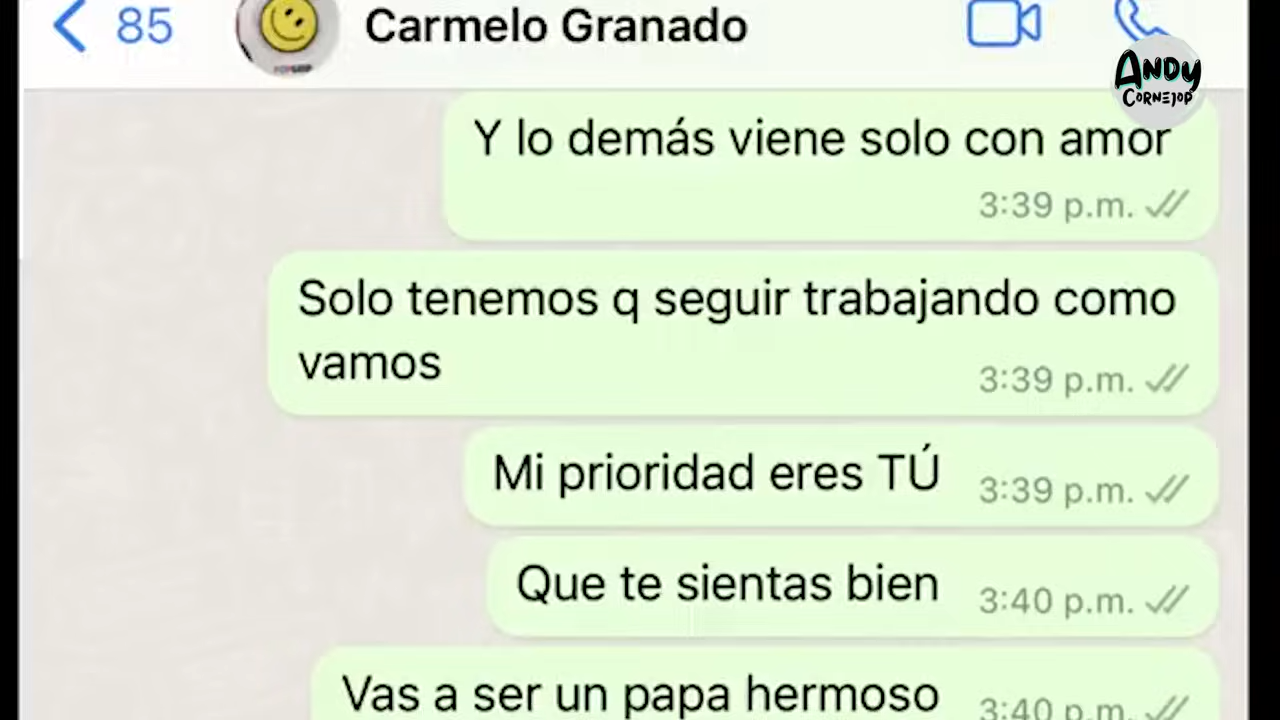 85
Carmelo Granado
ANDY
CORNEJOP
Y lo demás viene solo con amor
3:39 p.m.
Solo tenemos q seguir trabajando como
vamos
3:39 p.m.
Mi prioridad eres TÚ
3:39 p.m.
Que te sientas bien
3:40 p.m.
Vas a ser un papa hermoso
3:40 p.m.